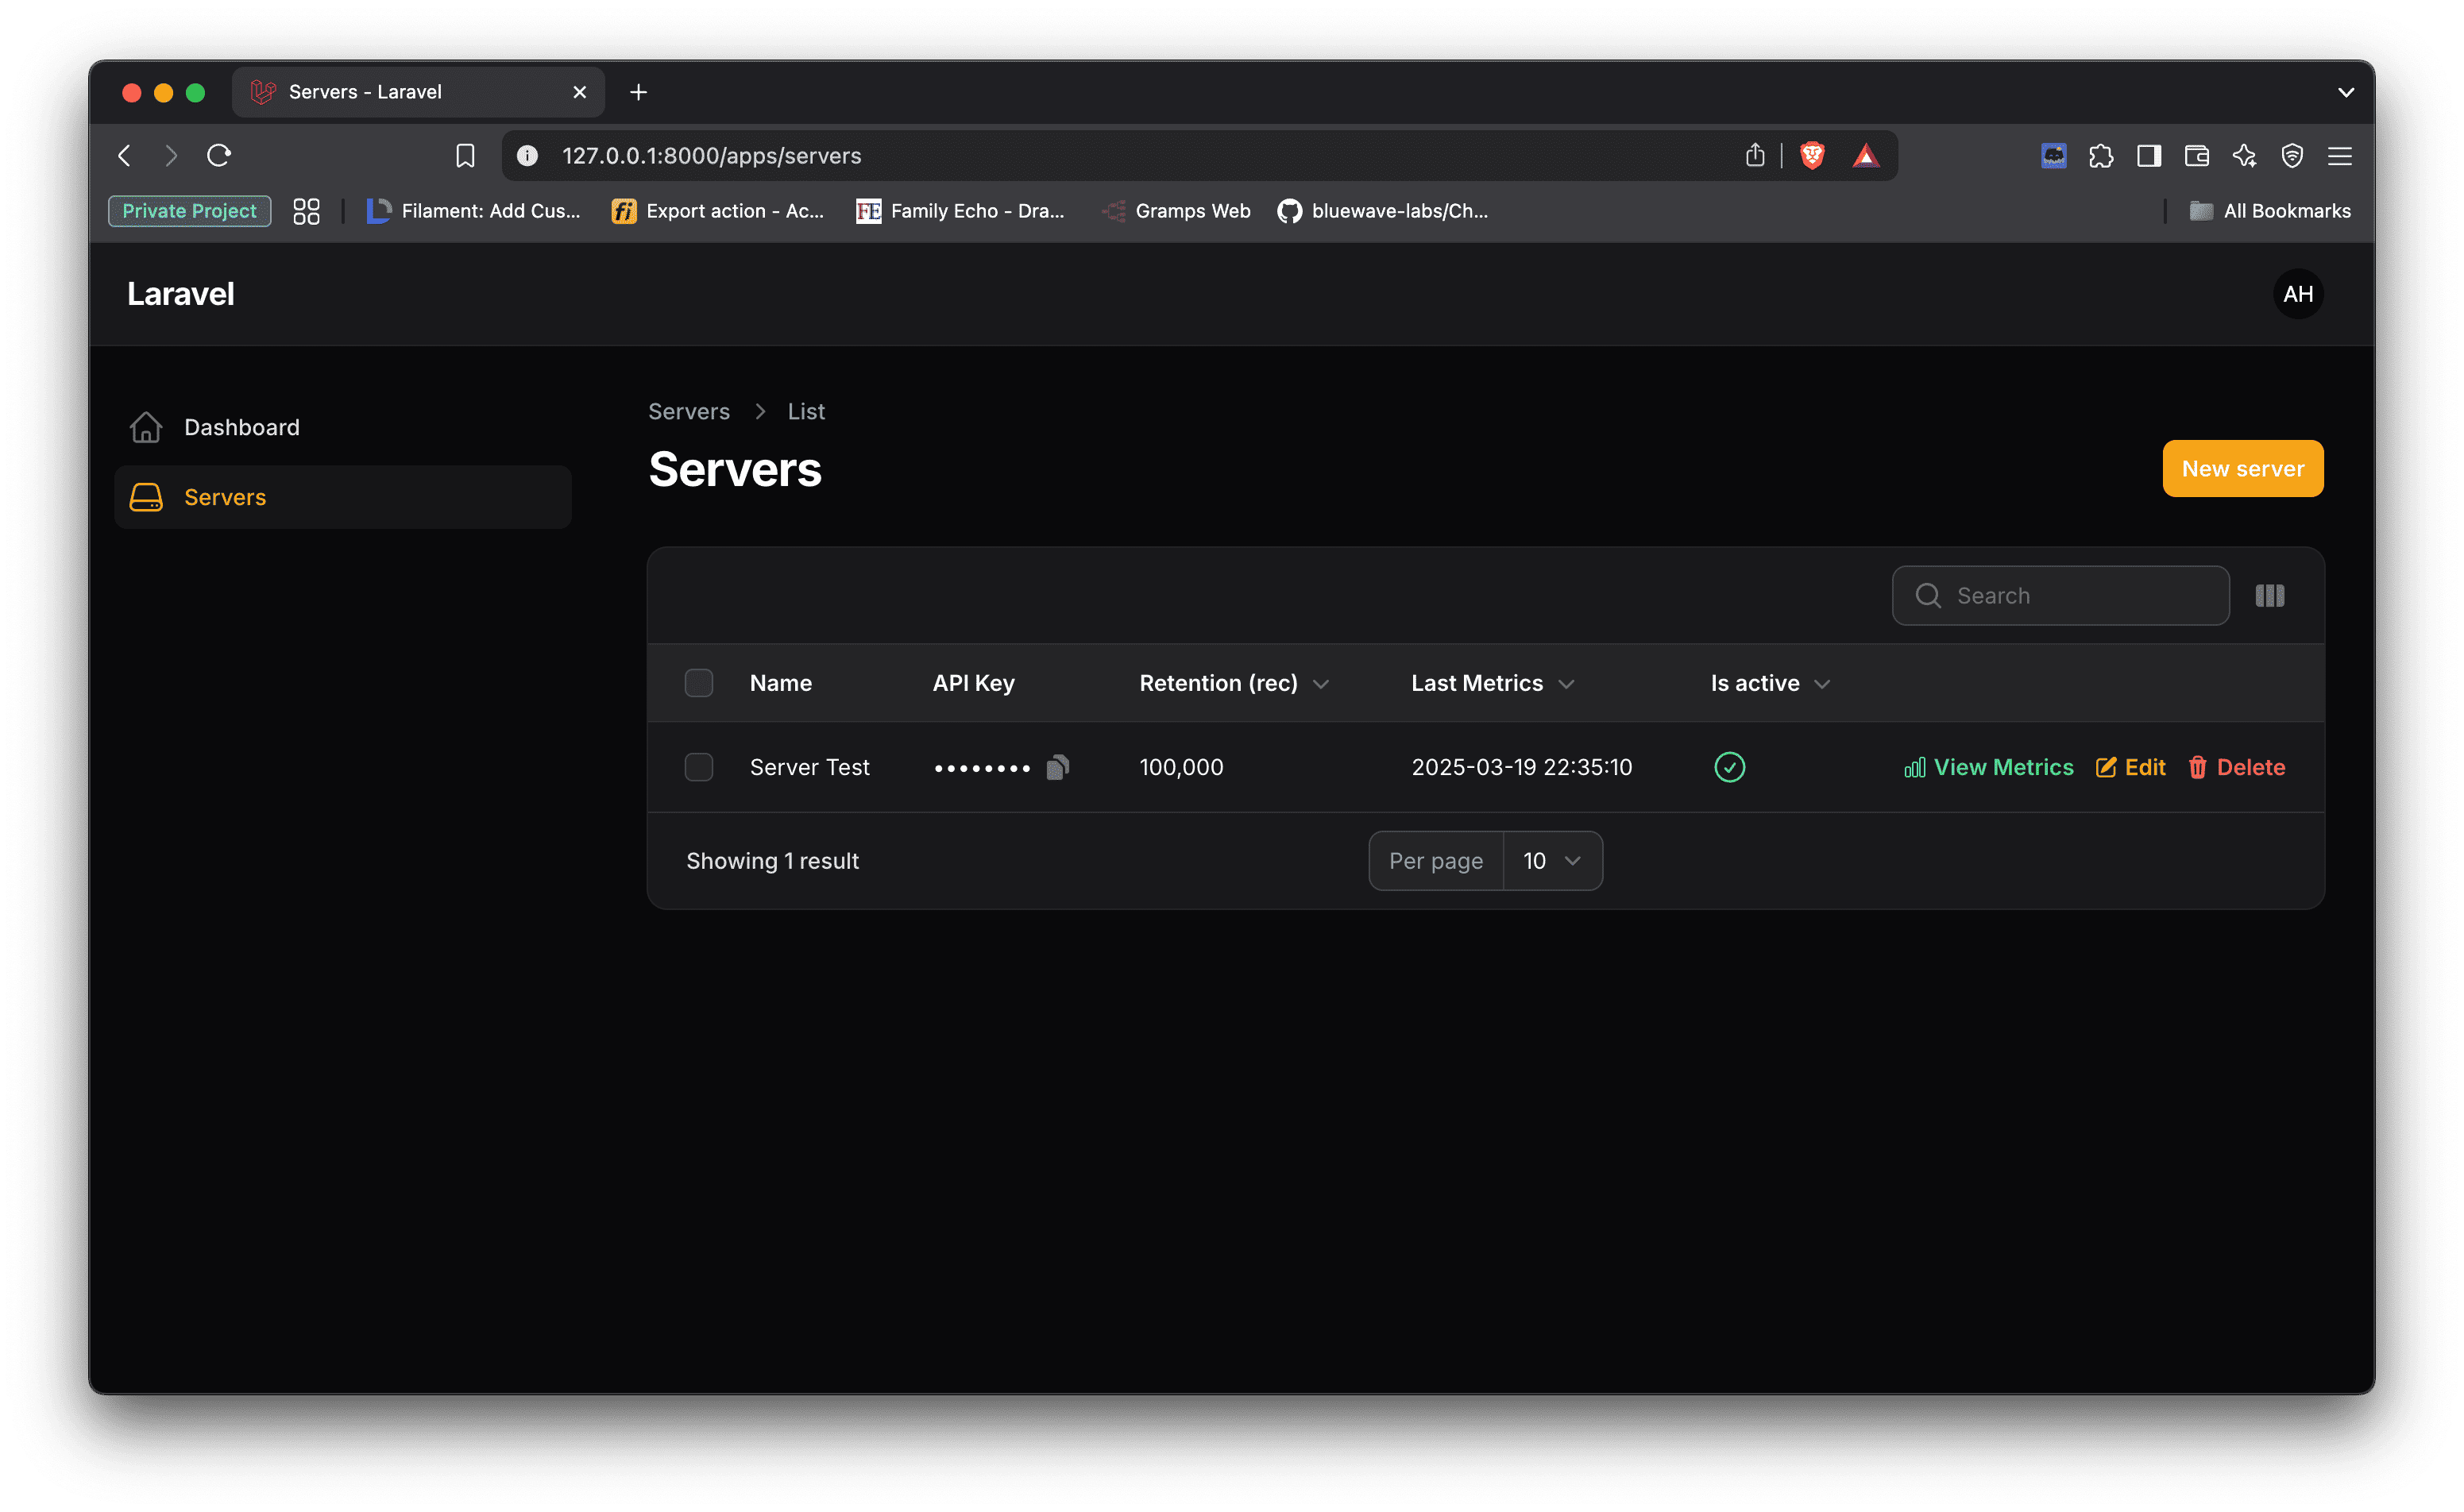 Servers - Laravel
127.0.0.1:8000/apps/servers
Private Project
Filament: Add Cus...
fi Export action - Ac...
FE Family Echo - Dra...
Gramps Web
bluewave-labs/Ch...
All Bookmarks
Laravel
AH
Dashboard
Servers
Servers > List
Servers
New server
Search
Name API Key Retention (rec) Last Metrics Is active
Server Test •••••••• 100,000 2025-03-19 22:35:10 View Metrics Edit Delete
Showing 1 result
Per page 10